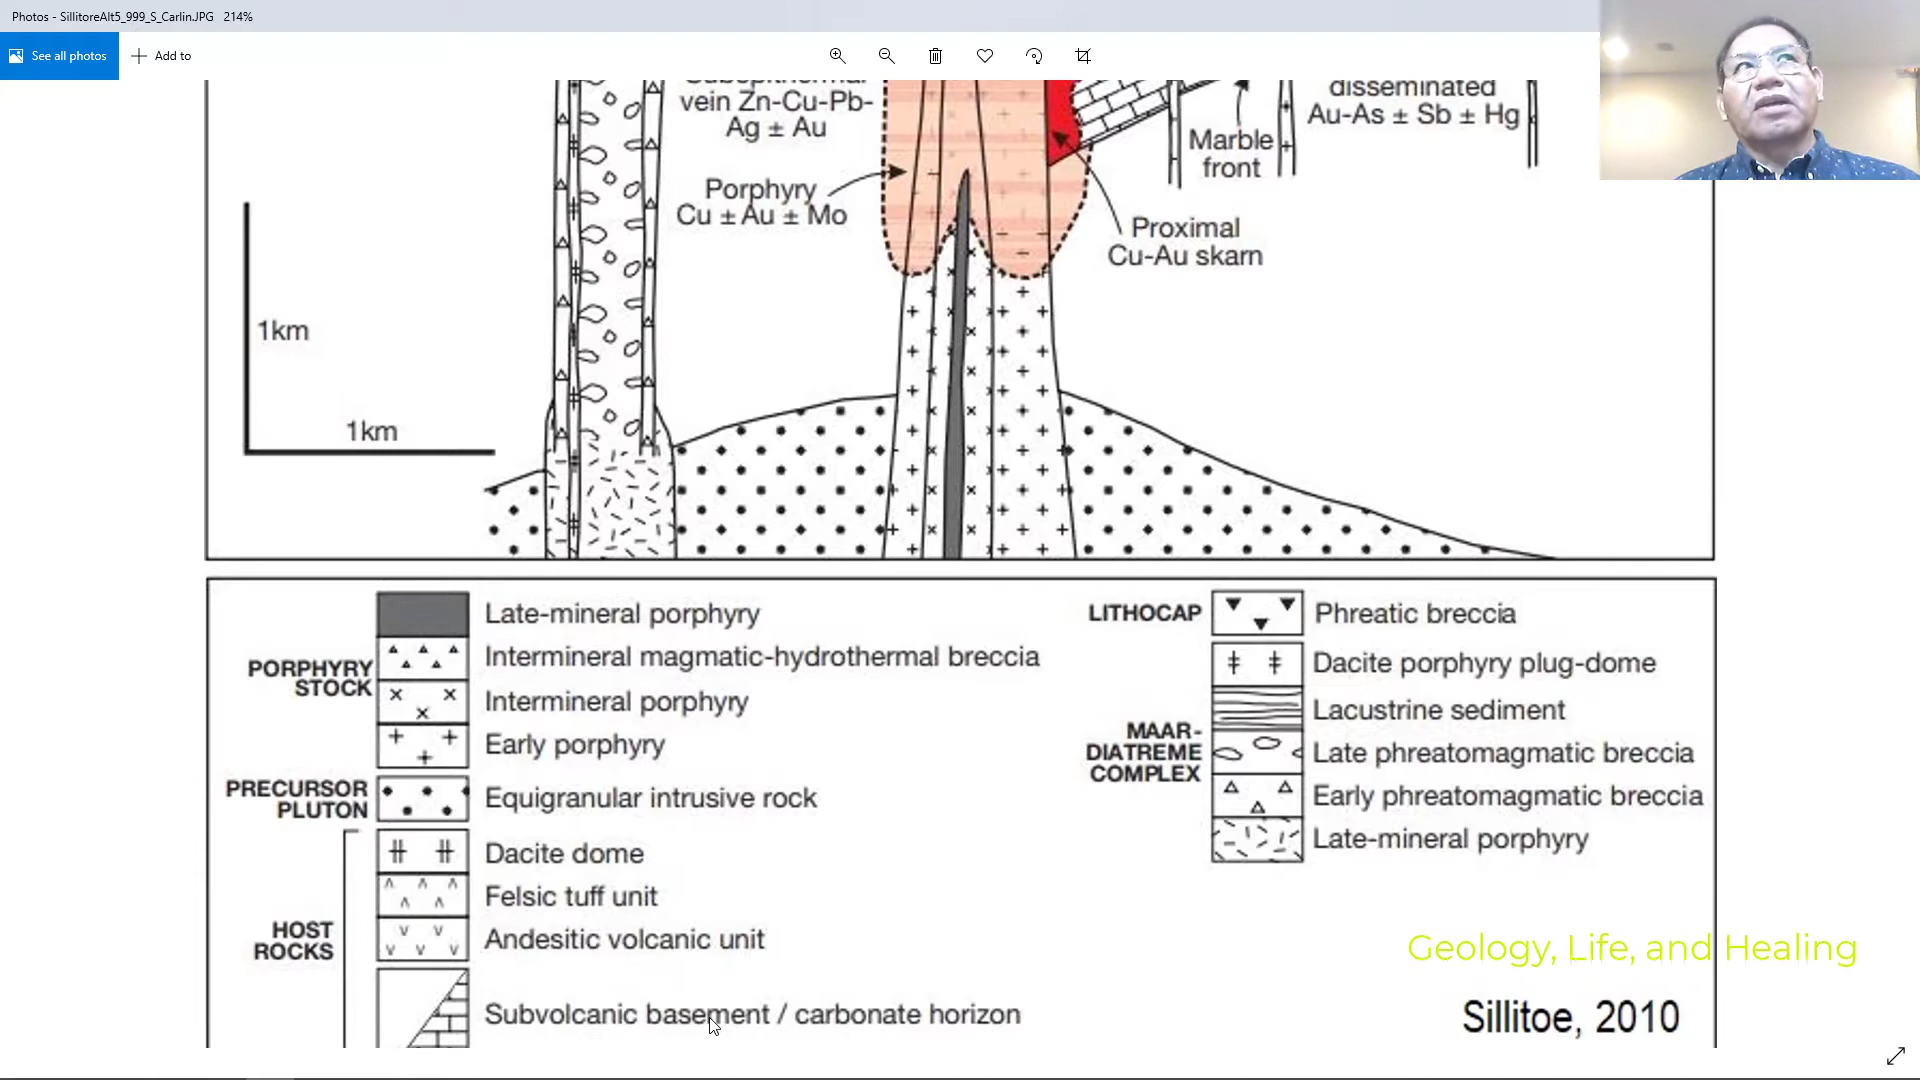 Photos - SillitoreAlt5_999_S_Carlin.JPG 214%
See all photos
Add to
vein Zn-Cu-Pb-
Ag ± Au
Porphyry
Cu ± Au ± Mo
disseminated
Au-As ± Sb ± Hg
Marble
front
Proximal
Cu-Au skarn
1km
1km
PORPHYRY
STOCK
Late-mineral porphyry
Intermineral magmatic-hydrothermal breccia
Intermineral porphyry
Early porphyry
PRECURSOR
PLUTON
Equigranular intrusive rock
HOST
ROCKS
Dacite dome
Felsic tuff unit
Andesitic volcanic unit
Subvolcanic basement / carbonate horizon
LITHOCAP
Phreatic breccia
MAAR-
DIATREME
COMPLEX
Dacite porphyry plug-dome
Lacustrine sediment
Late phreatomagmatic breccia
Early phreatomagmatic breccia
Late-mineral porphyry
Geology, Life, and Healing
Sillitoe, 2010